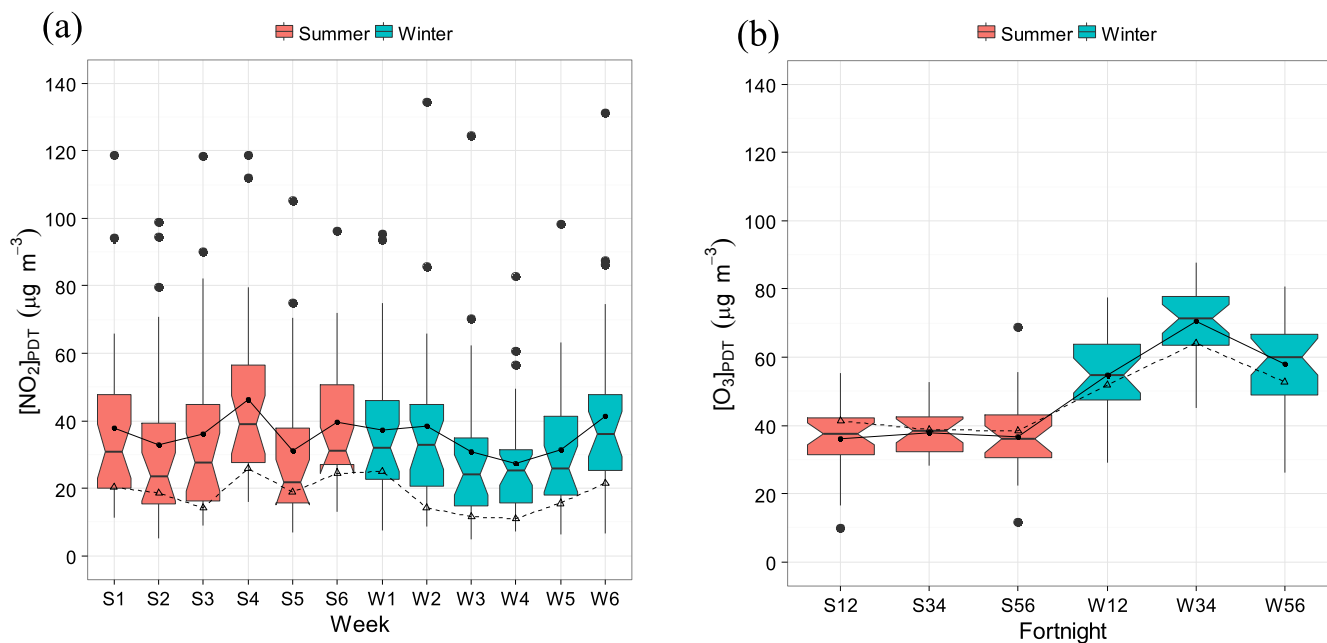 (a)
Summer Winter
[NO₂]PDT (μg m⁻³)
140
120
100
80
60
40
20
0
S1 S2 S3 S4 S5 S6 W1 W2 W3 W4 W5 W6
Week
(b)
Summer Winter
[O₃]PDT (μg m⁻³)
140
120
100
80
60
40
20
0
S12 S34 S56 W12 W34 W56
Fortnight